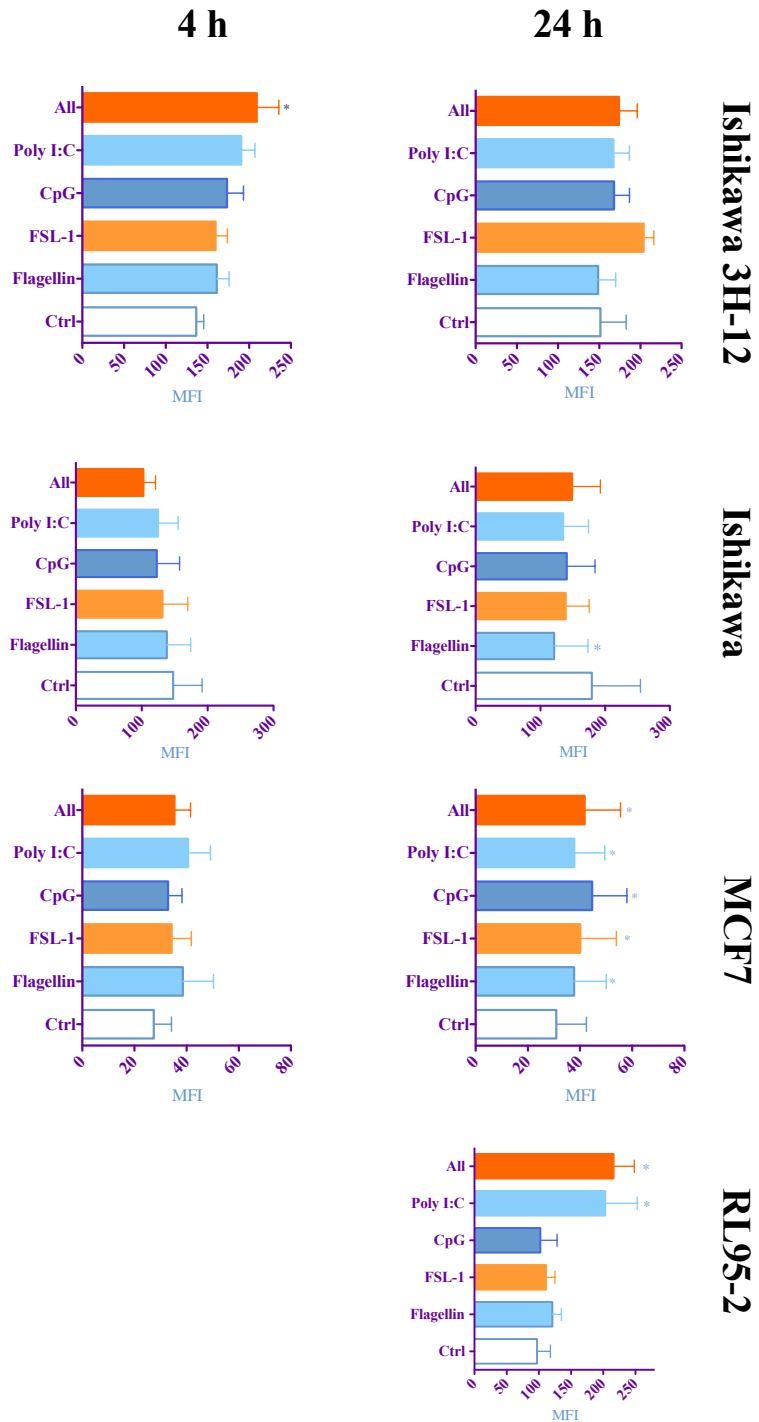 4 h
24 h
Ishikawa 3H-12
All
Poly I:C
CpG
FSL-1
Flagellin
Ctrl
*
0
50
100
150
200
250
MFI
All
Poly I:C
CpG
FSL-1
Flagellin
Ctrl
0
50
100
150
200
250
MFI
Ishikawa
All
Poly I:C
CpG
FSL-1
Flagellin
Ctrl
0
100
200
300
MFI
All
Poly I:C
CpG
FSL-1
Flagellin
Ctrl
*
0
100
200
300
MFI
MCF7
All
Poly I:C
CpG
FSL-1
Flagellin
Ctrl
0
20
40
60
80
MFI
All
Poly I:C
CpG
FSL-1
Flagellin
Ctrl
*
*
*
*
*
0
20
40
60
80
MFI
RL95-2
All
Poly I:C
CpG
FSL-1
Flagellin
Ctrl
*
*
0
50
100
150
200
250
MFI